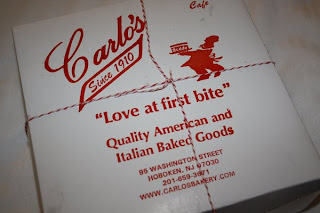 Cafe
Carlo's
Since 1910
"Love at first bite"
Quality American and
Italian Baked Goods
95 WASHINGTON STREET
HOBOKEN, NJ 07030
201-659-3671
WWW.CARLOSBAKERY.COM